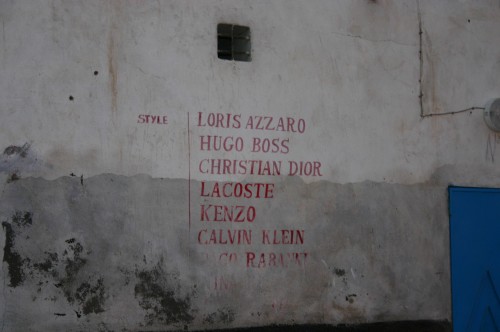 STYLE
LORIS AZZARO
HUGO BOSS
CHRISTIAN DIOR
LACOSTE
KENZO
CALVIN KLEIN